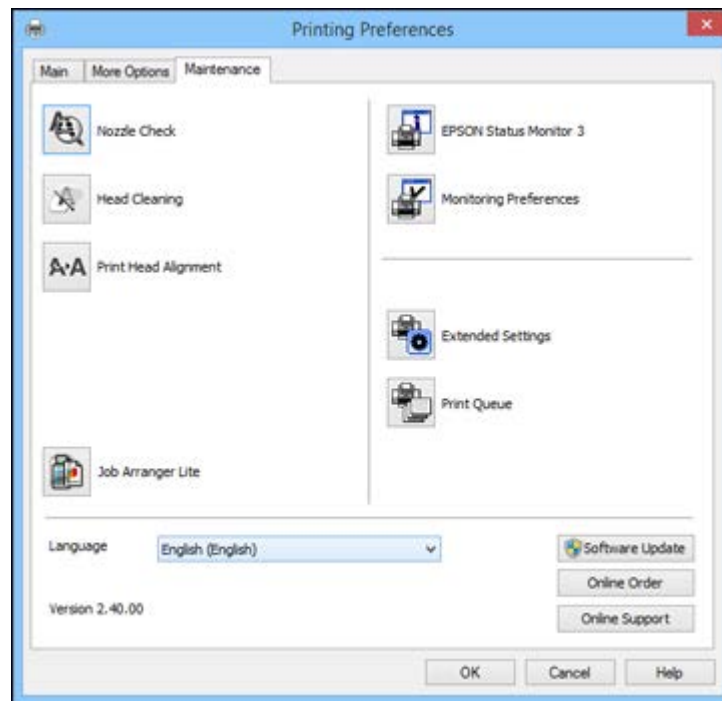 Printing Preferences
Main
More Options
Maintenance
Nozzle Check
Head Cleaning
A·A Print Head Alignment
Job Arranger Lite
EPSON Status Monitor 3
Monitoring Preferences
Extended Settings
Print Queue
Language
English (English)
Version 2.40.00
Software Update
Online Order
Online Support
OK
Cancel
Help